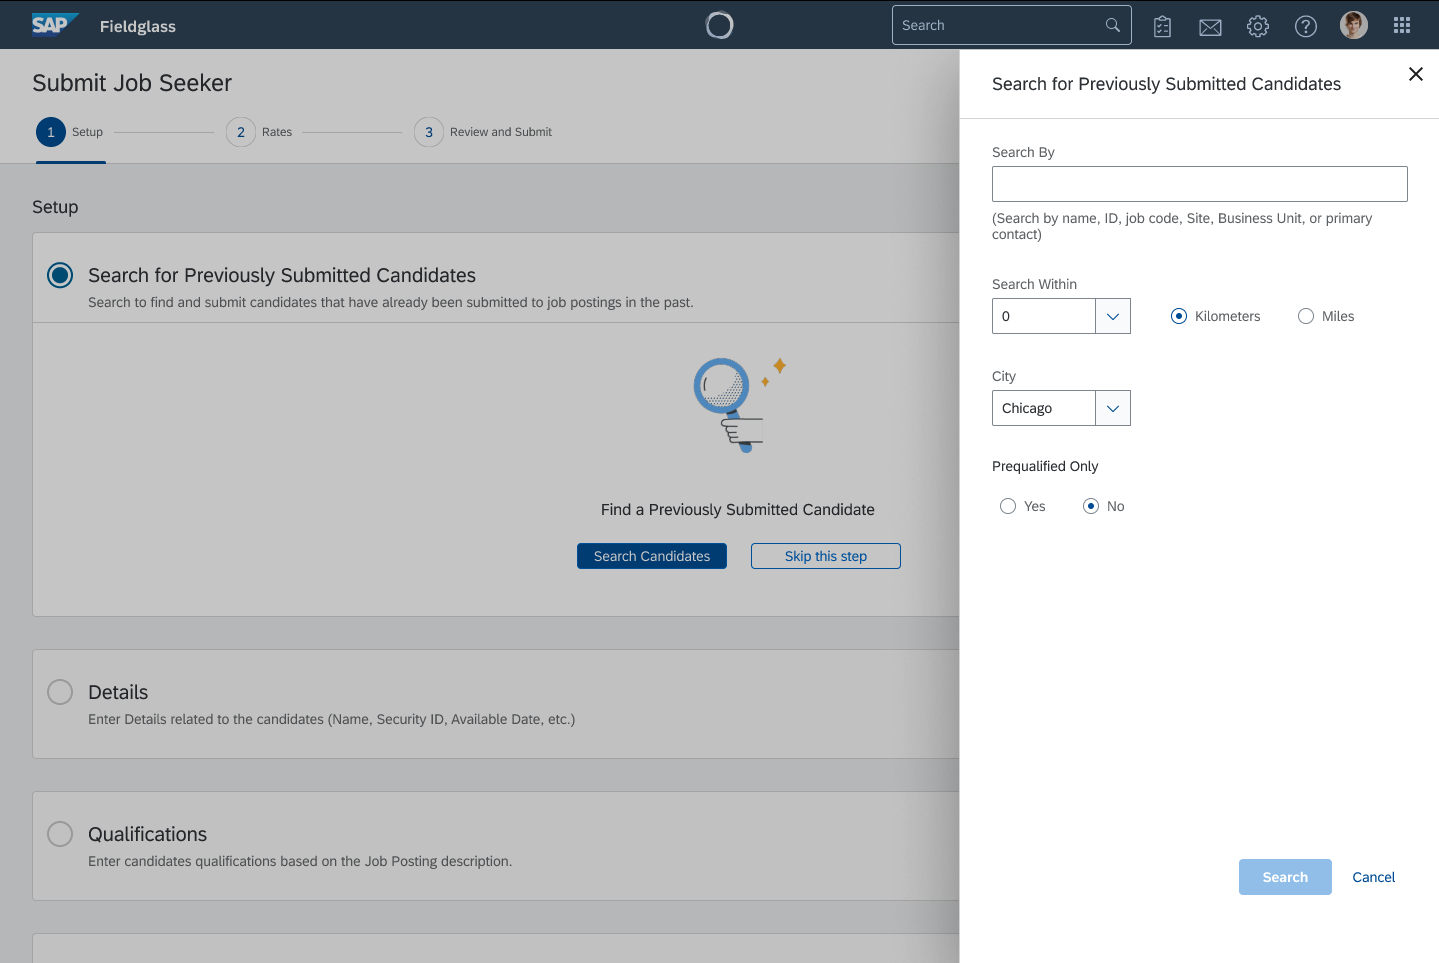 SAP Fieldglass
Search
Submit Job Seeker
1 Setup 2 Rates 3 Review and Submit
Setup
Search for Previously Submitted Candidates
Search to find and submit candidates that have already been submitted to job postings in the past.
Find a Previously Submitted Candidate
Search Candidates Skip this step
Details
Enter Details related to the candidates (Name, Security ID, Available Date, etc.)
Qualifications
Enter candidates qualifications based on the Job Posting description.
Search for Previously Submitted Candidates
Search By
(Search by name, ID, job code, Site, Business Unit, or primary
contact)
Search Within
0 Kilometers Miles
City
Chicago
Prequalified Only
Yes No
Search Cancel